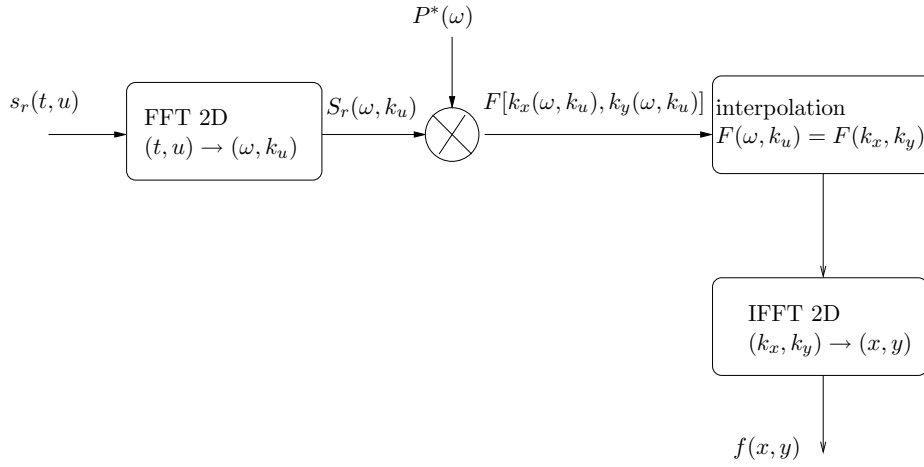 P*(ω)
s_r(t, u)
FFT 2D
(t, u) → (ω, k_u)
S_r(ω, k_u)
F[k_x(ω, k_u), k_y(ω, k_u)]
interpolation
F(ω, k_u) = F(k_x, k_y)
IFFT 2D
(k_x, k_y) → (x, y)
f(x, y)